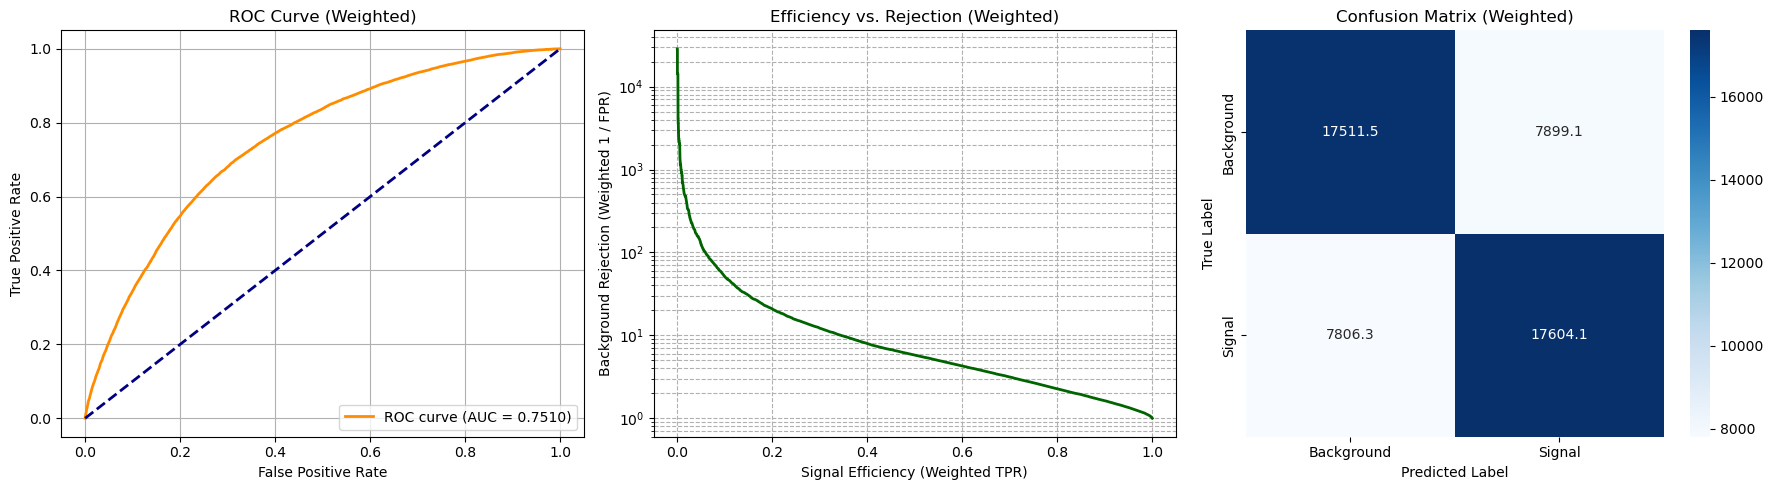 ROC Curve (Weighted)
True Positive Rate
1.0
0.8
0.6
0.4
0.2
0.0
0.0 0.2 0.4 0.6 0.8 1.0
False Positive Rate
ROC curve (AUC = 0.7510)
Efficiency vs. Rejection (Weighted)
Background Rejection (Weighted 1 / FPR)
10⁴
10³
10²
10¹
10⁰
0.0 0.2 0.4 0.6 0.8 1.0
Signal Efficiency (Weighted TPR)
Confusion Matrix (Weighted)
True Label
Background
Signal
17511.5 7899.1
7806.3 17604.1
Background Signal
Predicted Label
16000
14000
12000
10000
8000